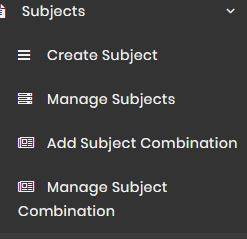 Subjects
Create Subject
Manage Subjects
Add Subject Combination
Manage Subject
Combination